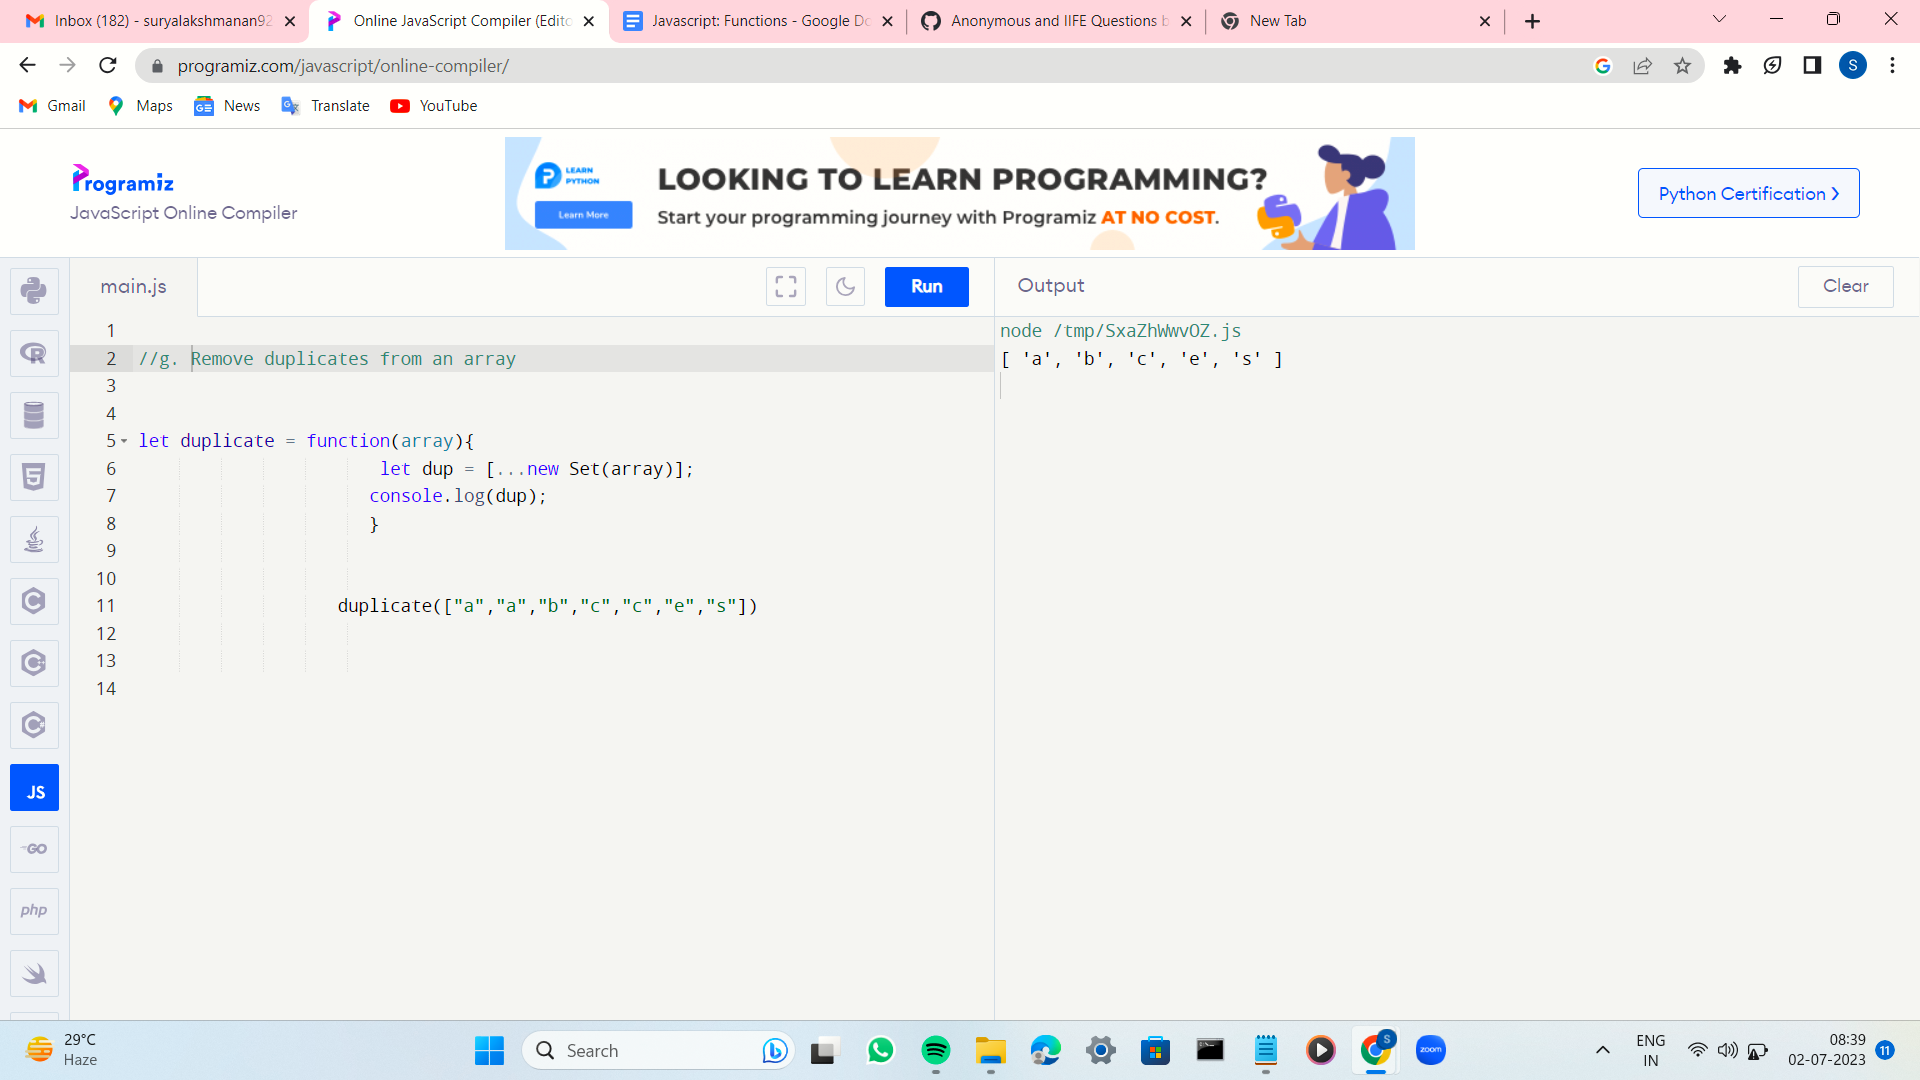 Inbox (182) - suryalakshmanan92
Online JavaScript Compiler (Edito
Javascript: Functions - Google Do
Anonymous and IIFE Questions b
New Tab
programiz.com/javascript/online-compiler/
S
Gmail
Maps
News
Translate
YouTube
Programiz
JavaScript Online Compiler
LEARN
PYTHON
Learn More
LOOKING TO LEARN PROGRAMMING?
Start your programming journey with Programiz AT NO COST.
Python Certification ›
main.js
Run
Output
Clear
1
2 //g. Remove duplicates from an array
3
4
5 let duplicate = function(array){
6 let dup = [...new Set(array)];
7 console.log(dup);
8 }
9
10
11 duplicate(["a","a","b","c","c","e","s"])
12
13
14
node /tmp/SxaZhWwvOZ.js
[ 'a', 'b', 'c', 'e', 's' ]
JS
GO
php
29°C
Haze
Search
zoom
ENG
IN
08:39
02-07-2023
11